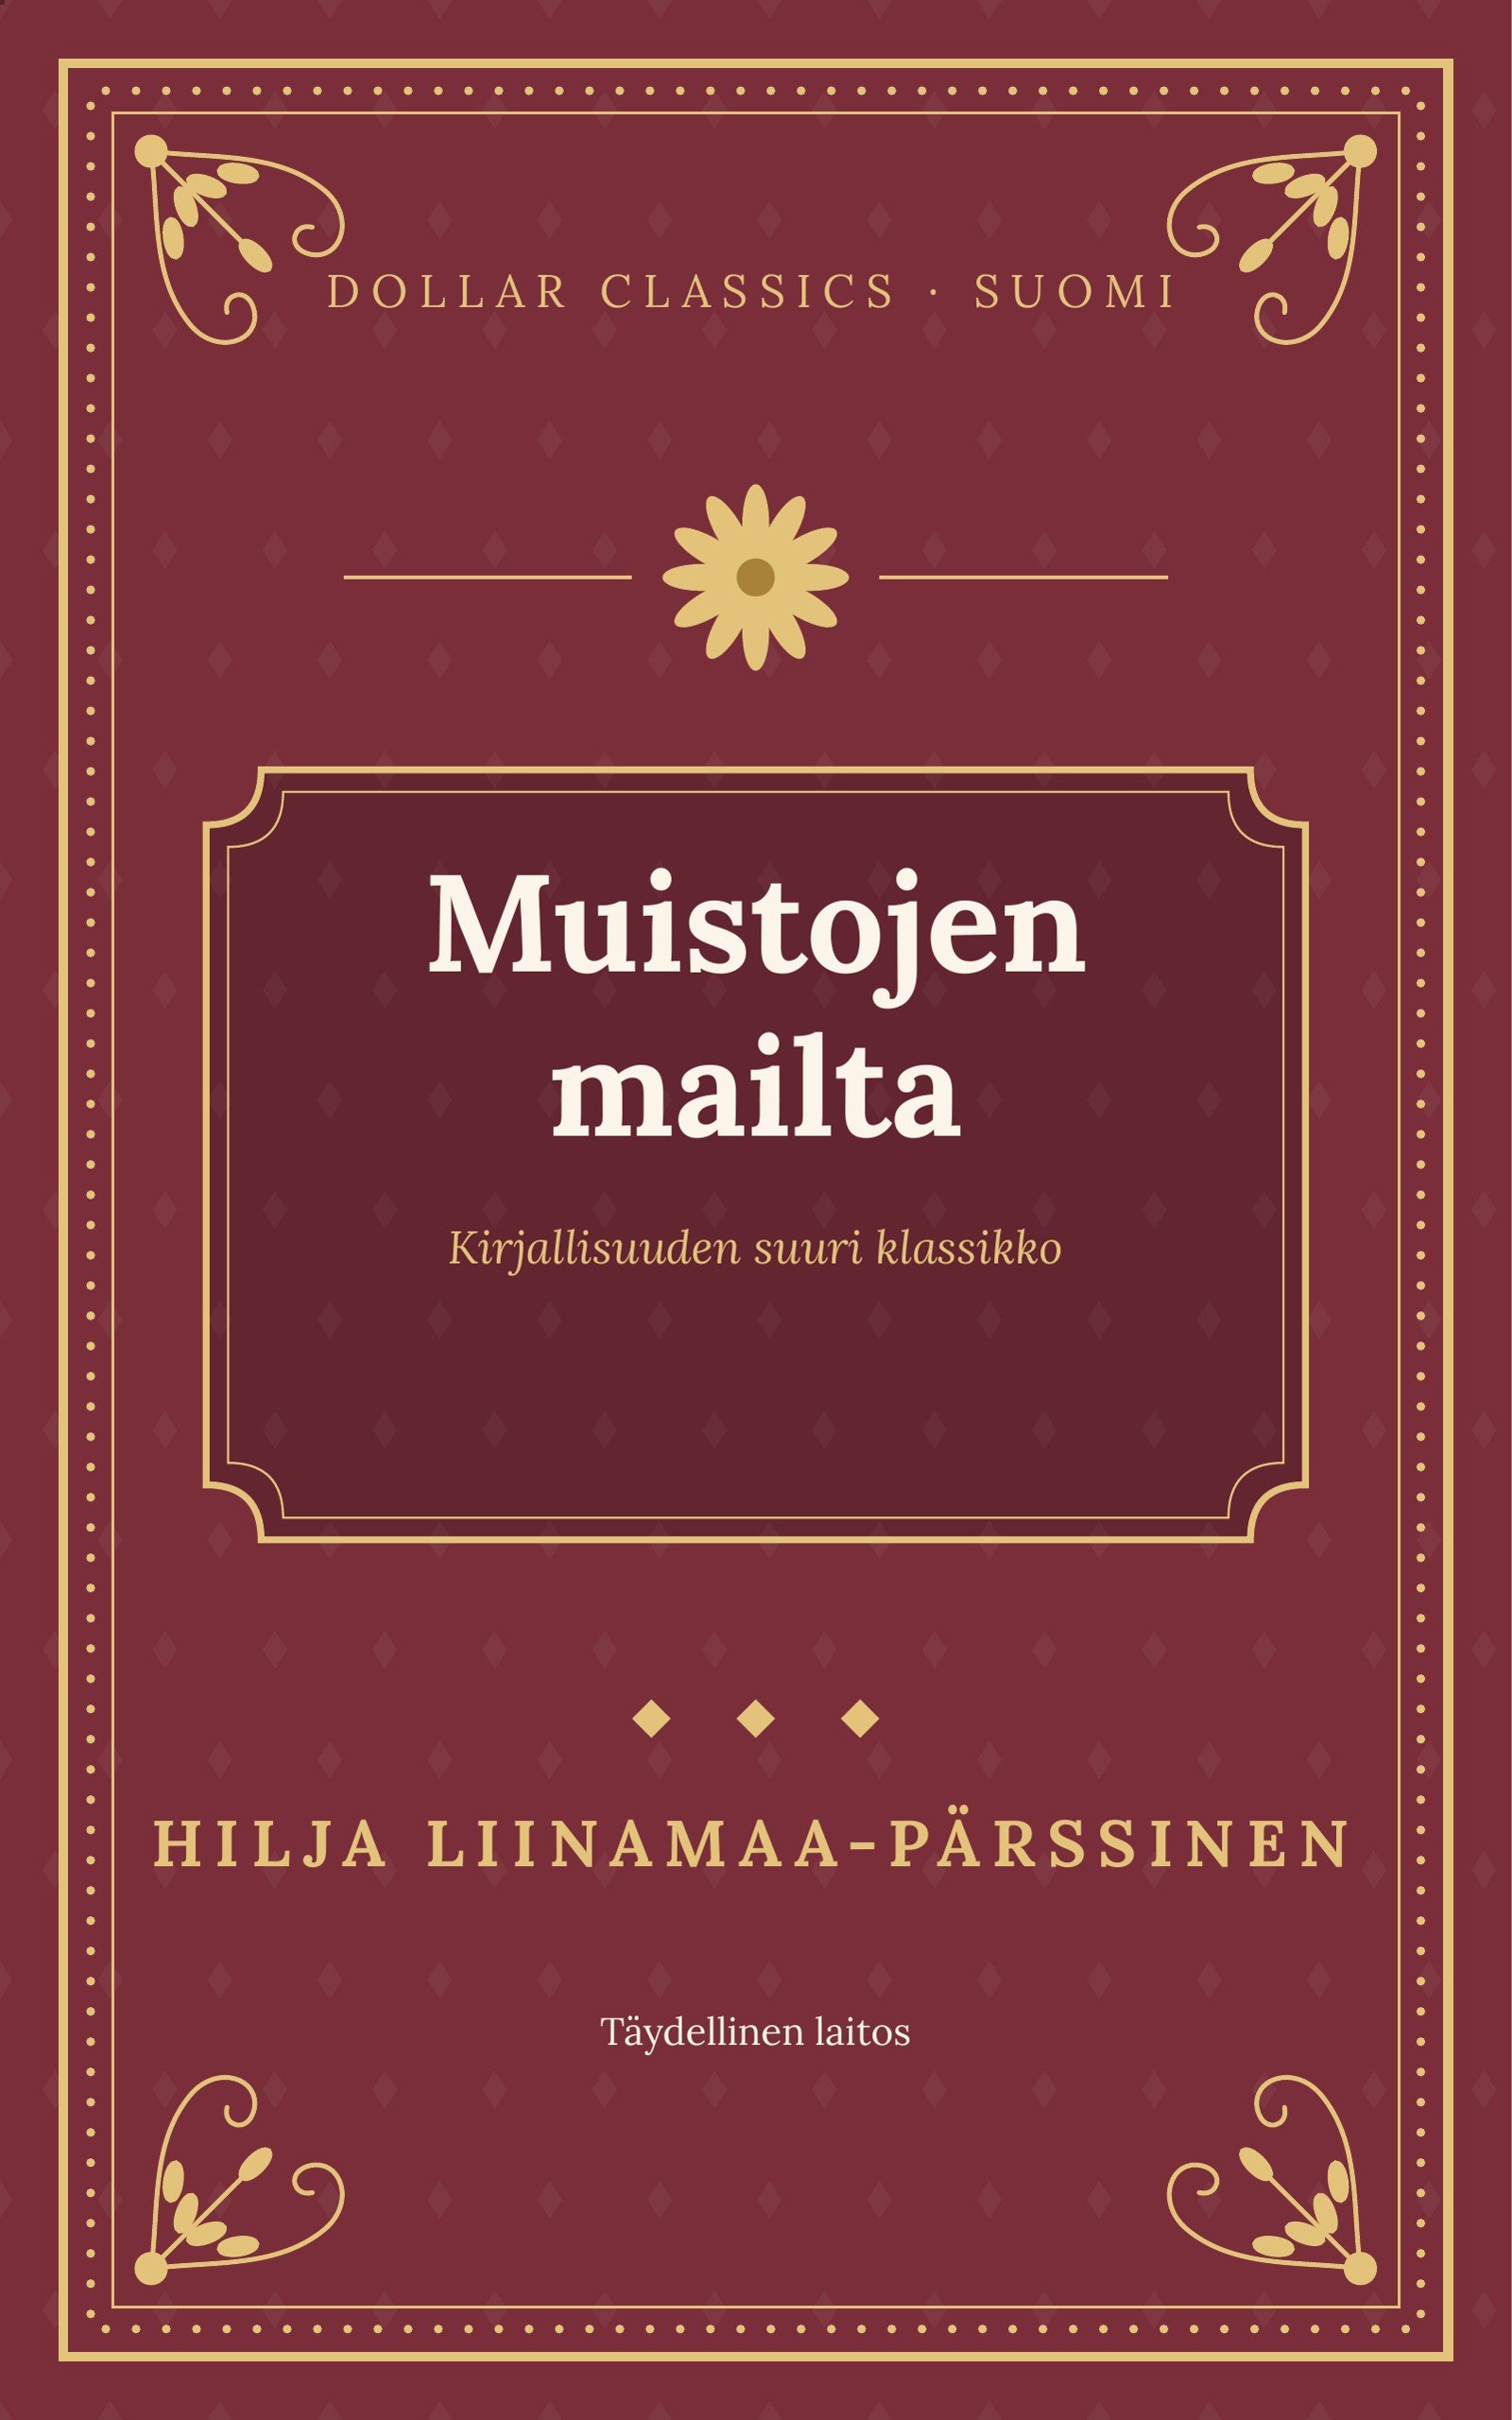 DOLLAR CLASSICS · SUOMI
Muistojen
mailta
Kirjallisuuden suuri klassikko
HILJA LIINAMAA-PÄRSSINEN
Täydellinen laitos